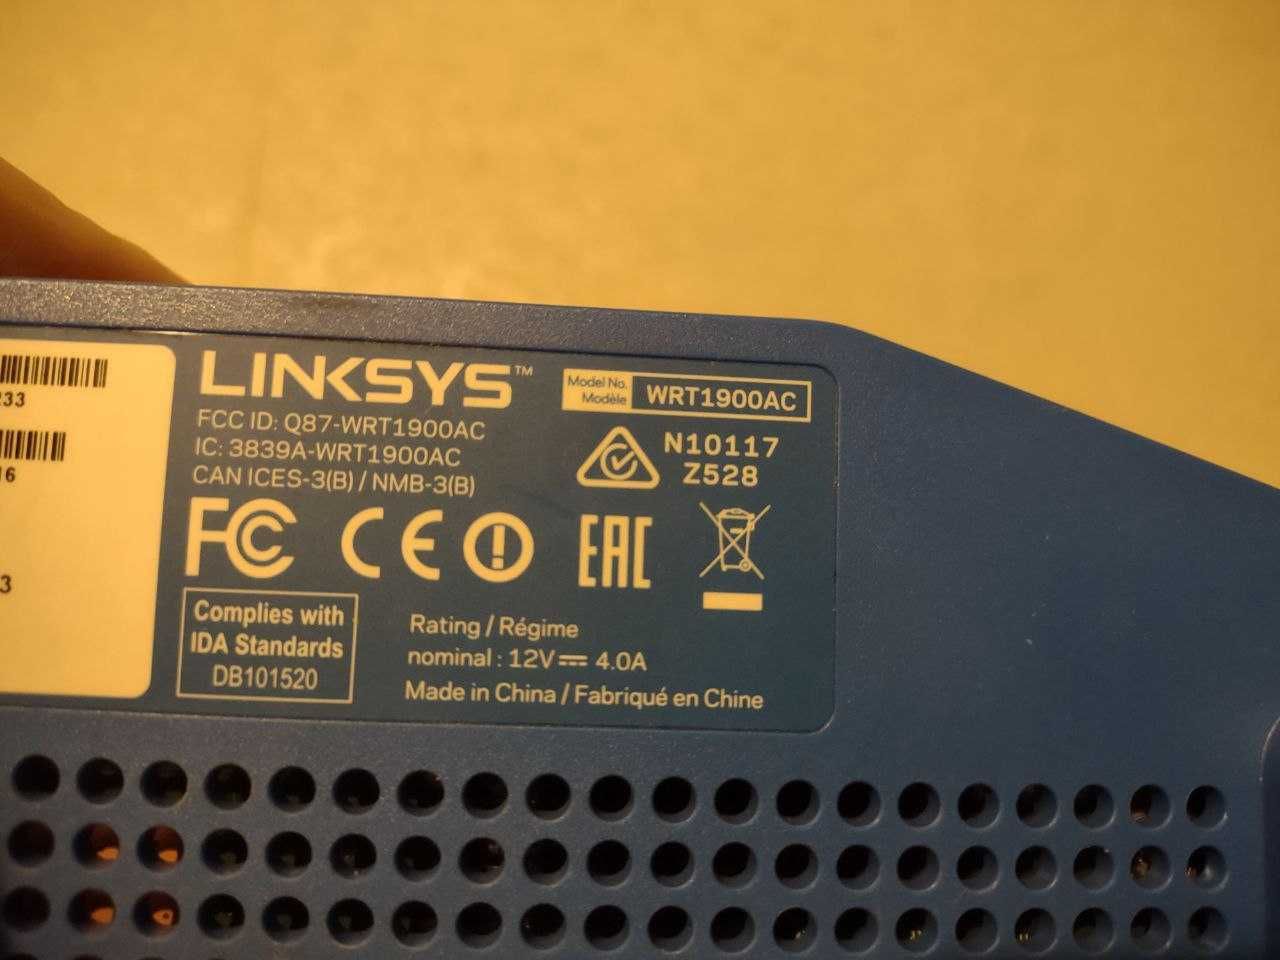 233
16
3
LINKSYS™
FCC ID: Q87-WRT1900AC
IC: 3839A-WRT1900AC
CAN ICES-3(B) / NMB-3(B)
Model No.
Modèle
WRT1900AC
N10117
Z528
FC CE EAC
Complies with
IDA Standards
DB101520
Rating / Régime
nominal : 12V⎓ 4.0A
Made in China / Fabriqué en Chine